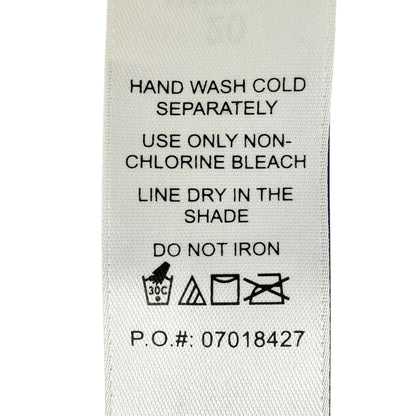 HAND WASH COLD
SEPARATELY
USE ONLY NON-
CHLORINE BLEACH
LINE DRY IN THE
SHADE
DO NOT IRON
30C
P.O.#: 07018427